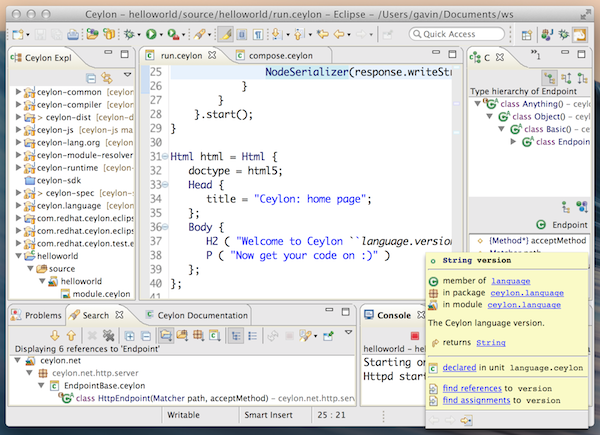 Ceylon – helloworld/source/helloworld/run.ceylon – Eclipse – /Users/gavin/Documents/ws
Quick Access
Ceylon Expl
ceylon-common [ceylon
ceylon-compiler [ceylo
> ceylon-dist [ceylon-
ceylon-js [ceylon-js ma
ceylon-lang.org
ceylon-module-resolver
ceylon-runtime [ceylon
ceylon-sdk
> ceylon-spec [ceylon
ceylon.language [ceylon
com.redhat.ceylon.eclips
com.redhat.ceylon.eclips
com.redhat.ceylon.test.e
helloworld
source
helloworld
module.ceylon
run.ceylon
compose.ceylon
25 NodeSerializer(response.writeStr
26 }
27 }
28 }.start();
29 }
30
31 Html html = Html {
32 doctype = html5;
33 Head {
34 title = "Ceylon: home page";
35 };
36 Body {
37 H2 ( "Welcome to Ceylon ``language.version
38 P ( "Now get your code on :)" )
39 };
40 };
C
»1
Type hierarchy of Endpoint
class Anything() – ceylo
class Object() – ceylo
class Basic() – ceylo
class Endpoin
Endpoint
{Method*} acceptMethod
String version
member of language
in package ceylon.language
in module ceylon.language
The Ceylon language version.
returns String
declared in unit language.ceylon
find references to version
find assignments to version
Problems
Search
Ceylon Documentation
Displaying 6 references to 'Endpoint'
ceylon.net
ceylon.net.http.server
EndpointBase.ceylon
class HttpEndpoint(Matcher path, acceptMethod) – ceylon.net.http.server
Console
helloworld –
Starting on
Httpd start
Writable
Smart Insert
25 : 21